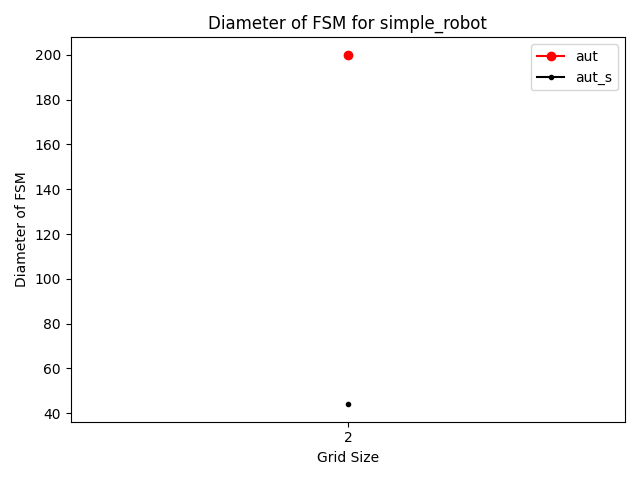 Diameter of FSM for simple_robot
200
180
160
140
120
100
80
60
40
Diameter of FSM
aut
aut_s
2
Grid Size